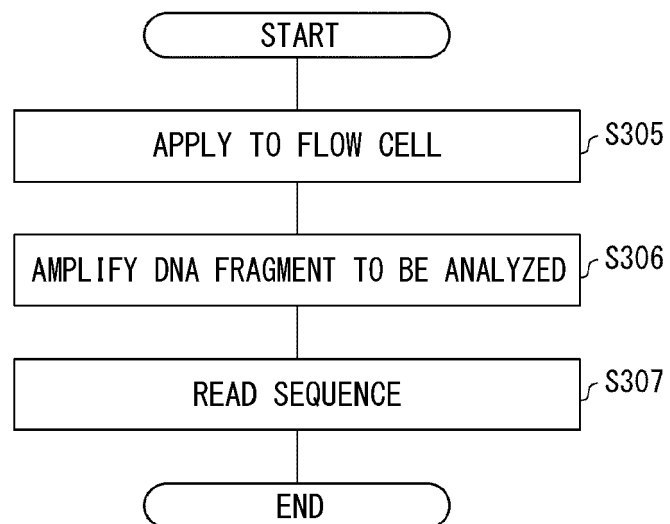 START
APPLY TO FLOW CELL
S305
AMPLIFY DNA FRAGMENT TO BE ANALYZED
S306
READ SEQUENCE
S307
END